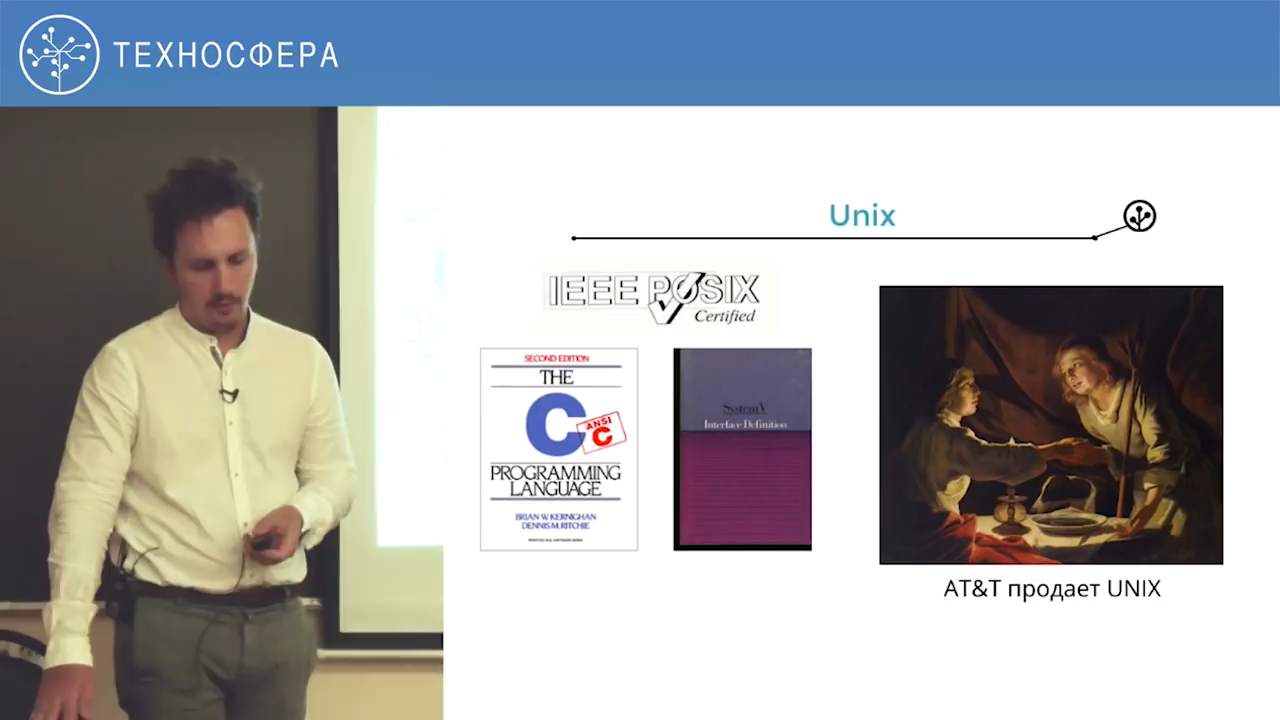 ТЕХНОСФЕРА
Unix
IEEE POSIX
Certified
SECOND EDITION
THE
C
ANSI
C
PROGRAMMING
LANGUAGE
BRIAN W. KERNIGHAN
DENNIS M. RITCHIE
System V
Interface Definition
AT&T продает UNIX